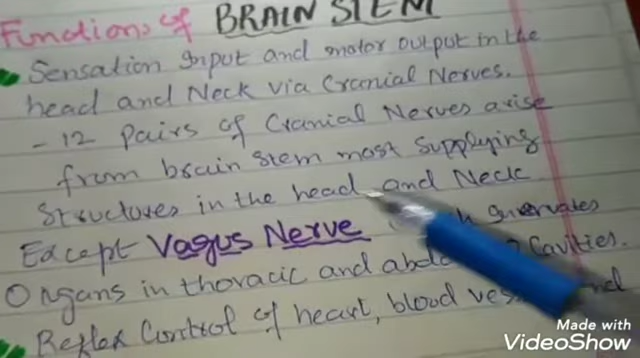 Functions of BRAIN STEM
Sensation Input and motor output in the
head and Neck via Cranial Nerves.
- 12 Pairs of Cranial Nerves arise
from brain stem most supplying
Structures in the head and Neck
Except Vagus Nerve
Organs in thoracic and Cavities.
Reflex Control of heart, blood
Made with
VideoShow